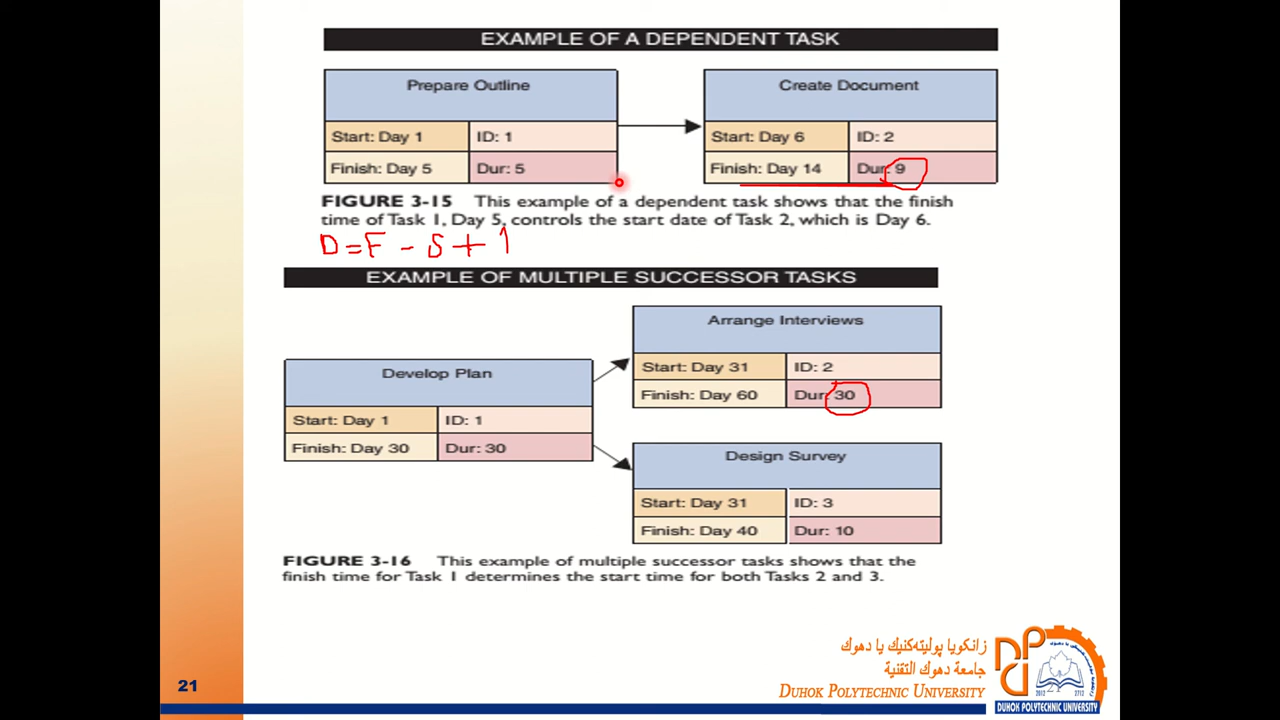 EXAMPLE OF A DEPENDENT TASK
Prepare Outline
Start: Day 1 ID: 1
Finish: Day 5 Dur: 5
Create Document
Start: Day 6 ID: 2
Finish: Day 14 Dur: 9
FIGURE 3-15 This example of a dependent task shows that the finish
time of Task 1, Day 5, controls the start date of Task 2, which is Day 6.
D = F - S + 1
EXAMPLE OF MULTIPLE SUCCESSOR TASKS
Develop Plan
Start: Day 1 ID: 1
Finish: Day 30 Dur: 30
Arrange Interviews
Start: Day 31 ID: 2
Finish: Day 60 Dur: 30
Design Survey
Start: Day 31 ID: 3
Finish: Day 40 Dur: 10
FIGURE 3-16 This example of multiple successor tasks shows that the
finish time for Task 1 determines the start time for both Tasks 2 and 3.
زانكویا پولیتەكنیك یا دهوك
جامعة دهوك التقنية
DUHOK POLYTECHNIC UNIVERSITY
DP
U
2012 2712
DUHOK POLYTECHNIC UNIVERSITY
21